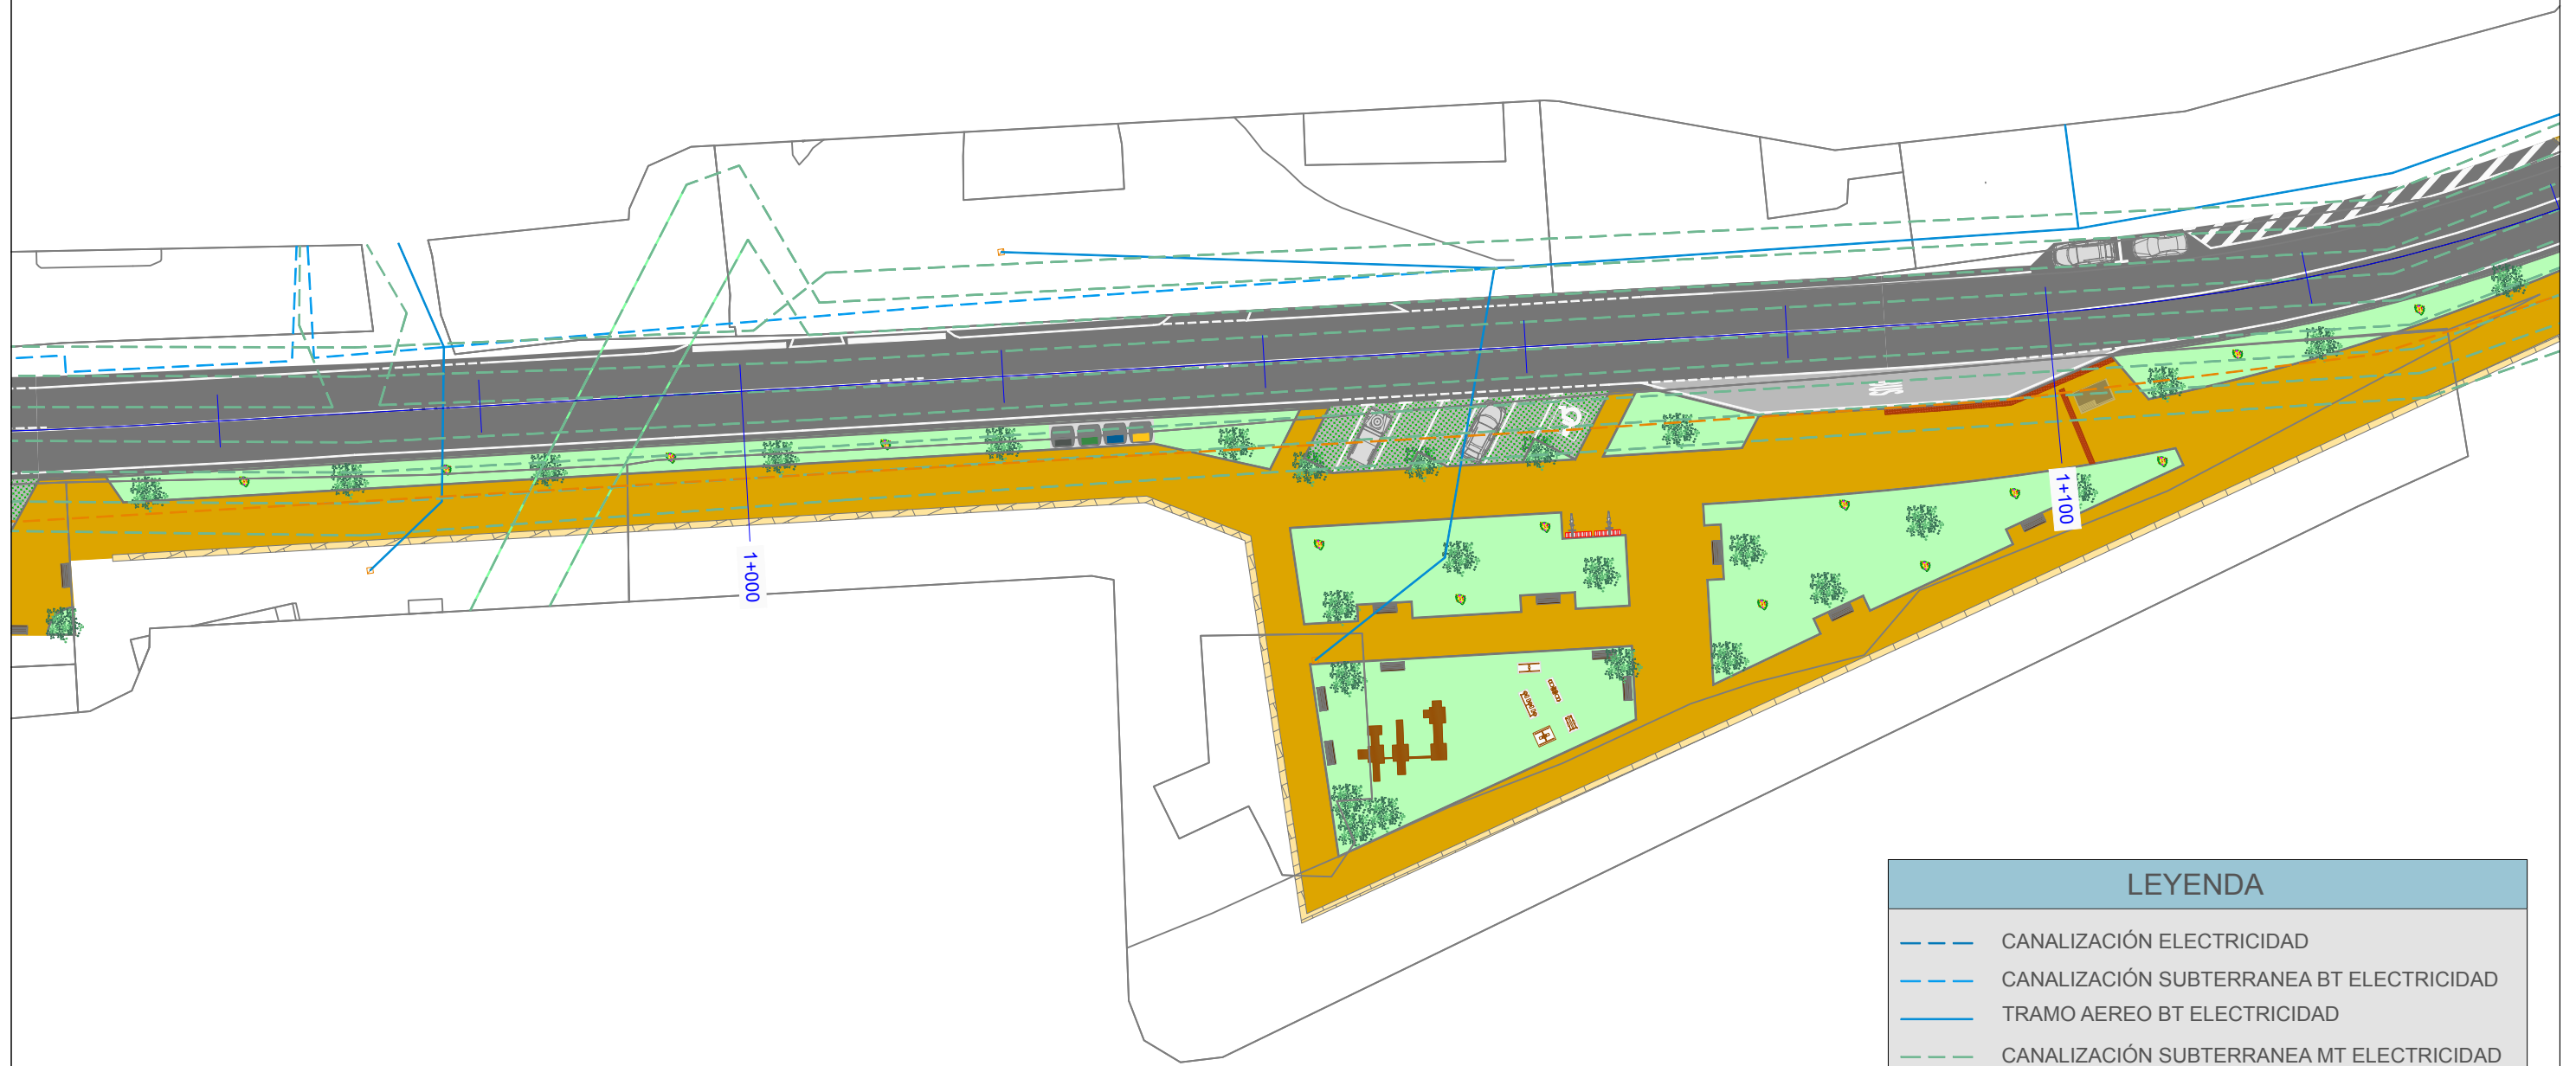 BUS
1+000
1+100
LEYENDA
CANALIZACIÓN ELECTRICIDAD
CANALIZACIÓN SUBTERRANEA BT ELECTRICIDAD
TRAMO AEREO BT ELECTRICIDAD
CANALIZACIÓN SUBTERRANEA MT ELECTRICIDAD